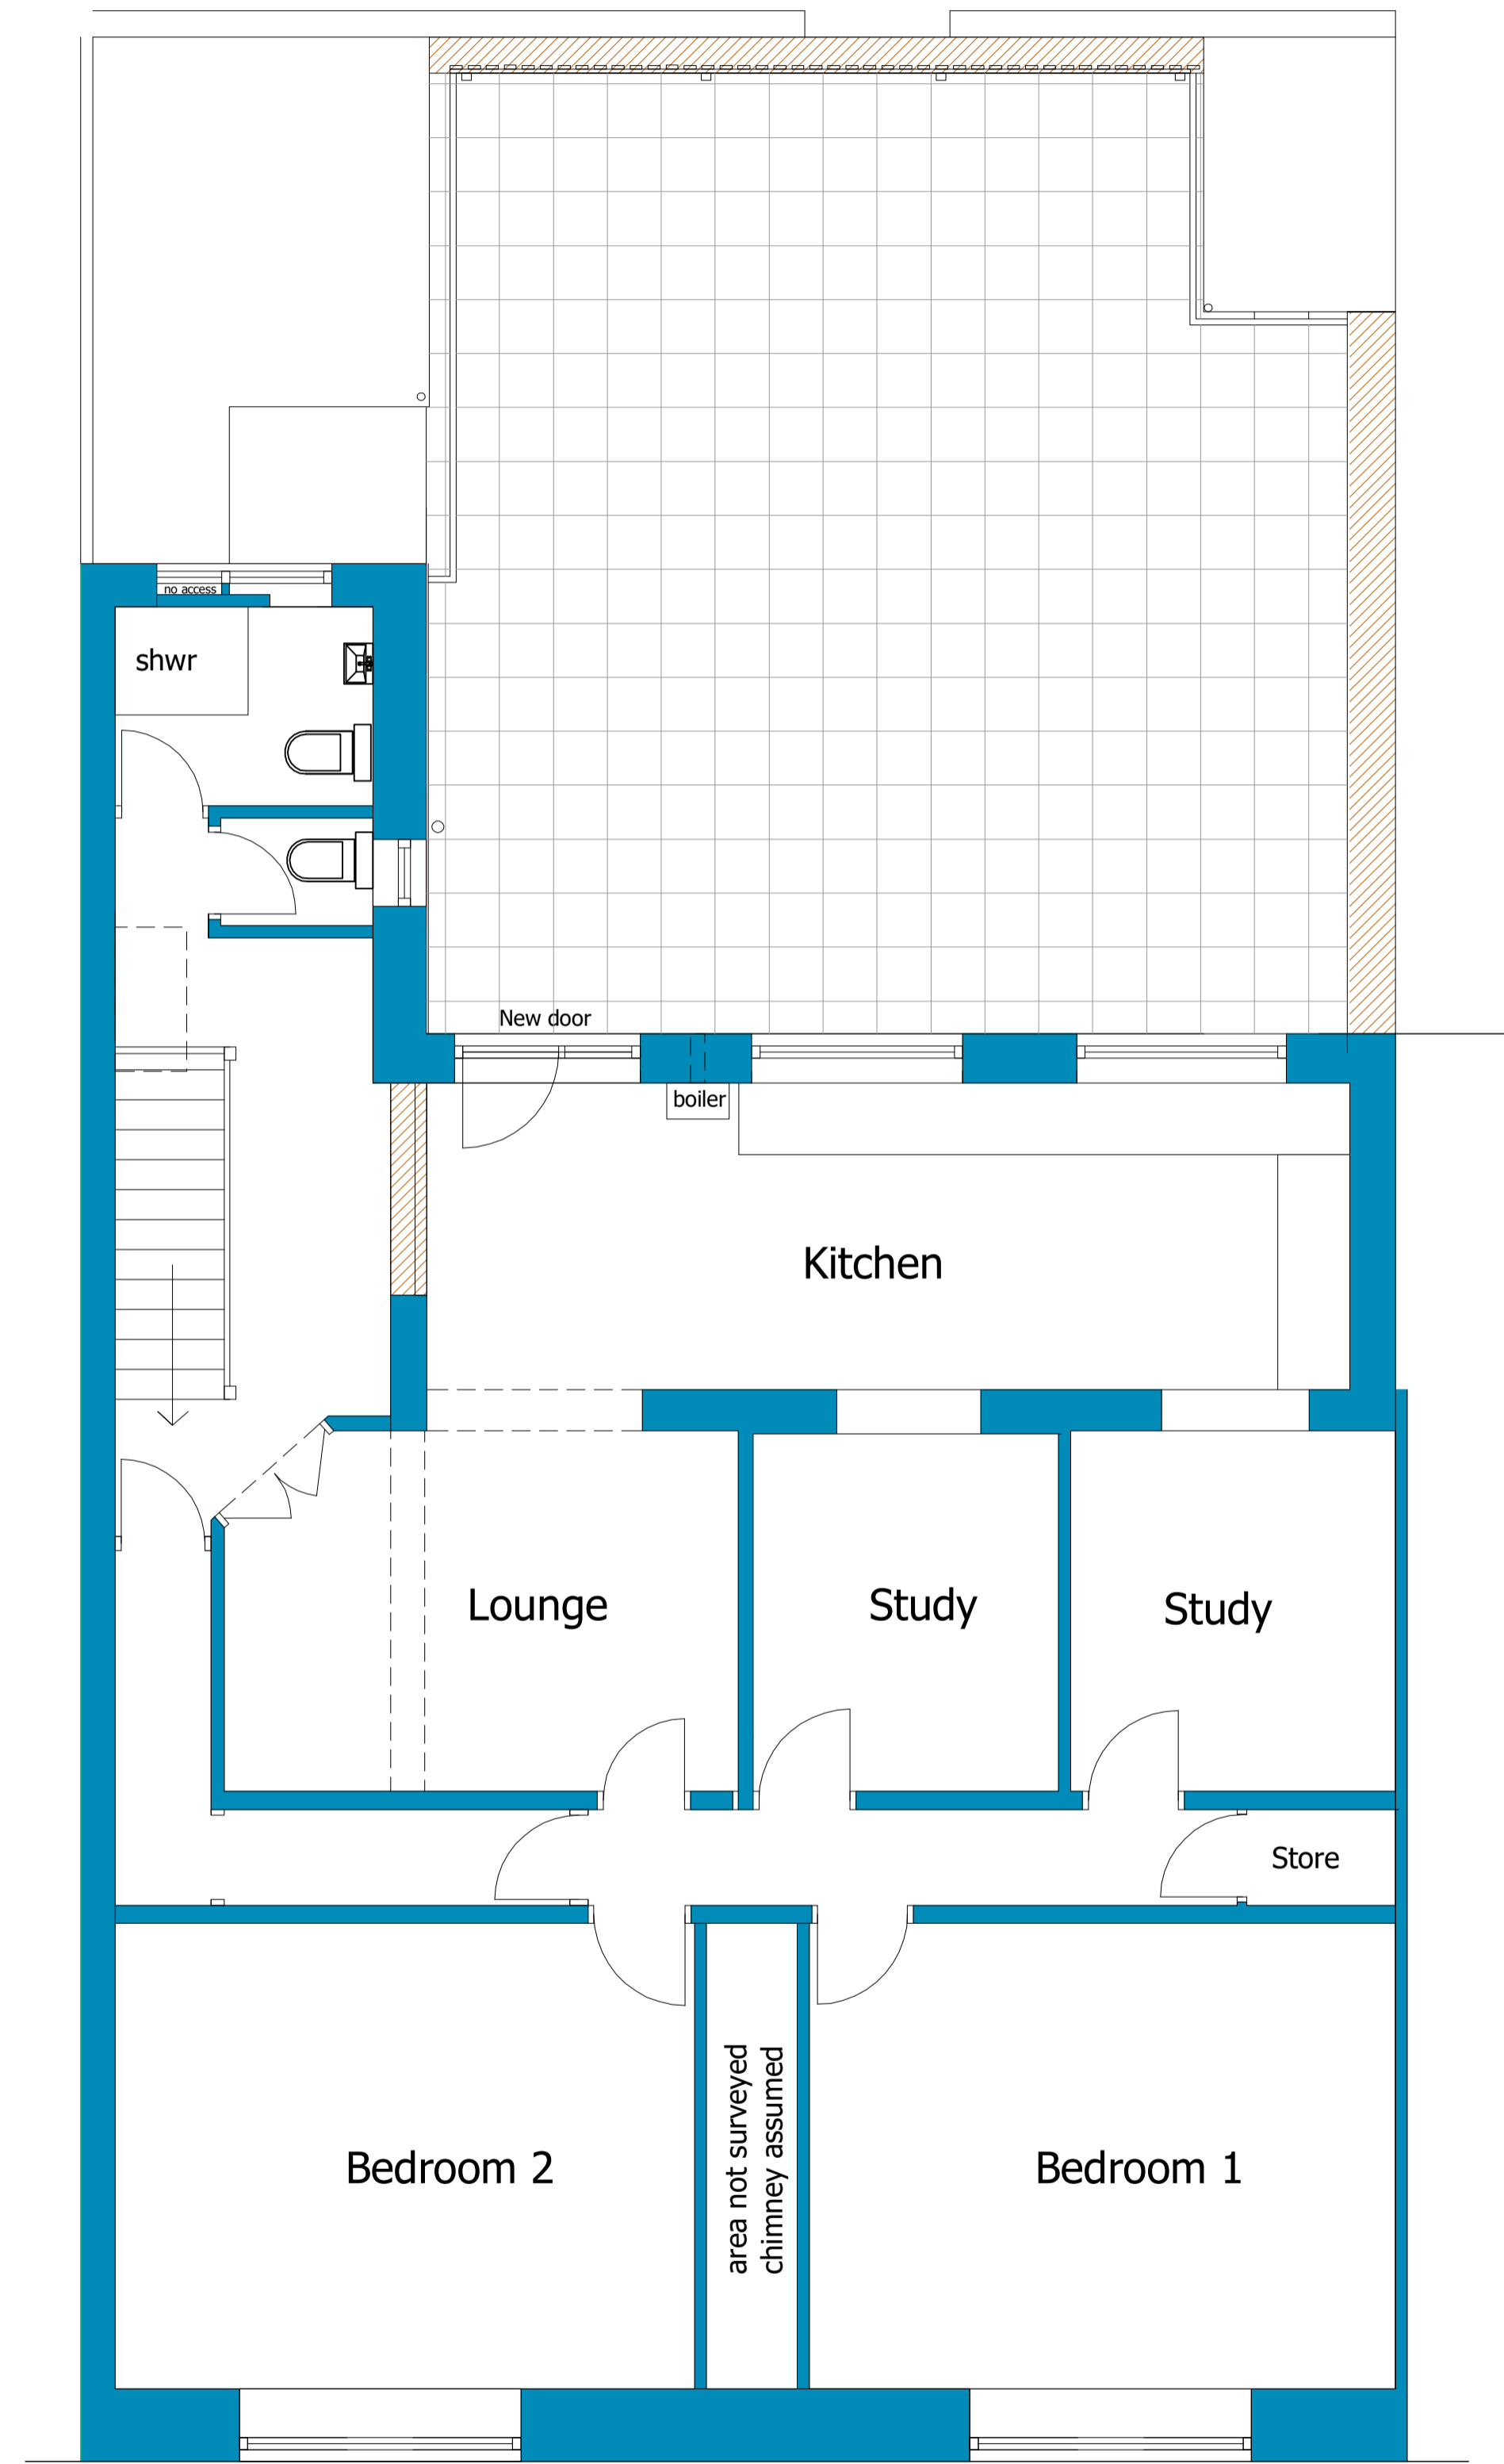 no access
shwr
New door
boiler
Kitchen
Lounge
Study
Study
Store
area not surveyed
chimney assumed
Bedroom 2
Bedroom 1